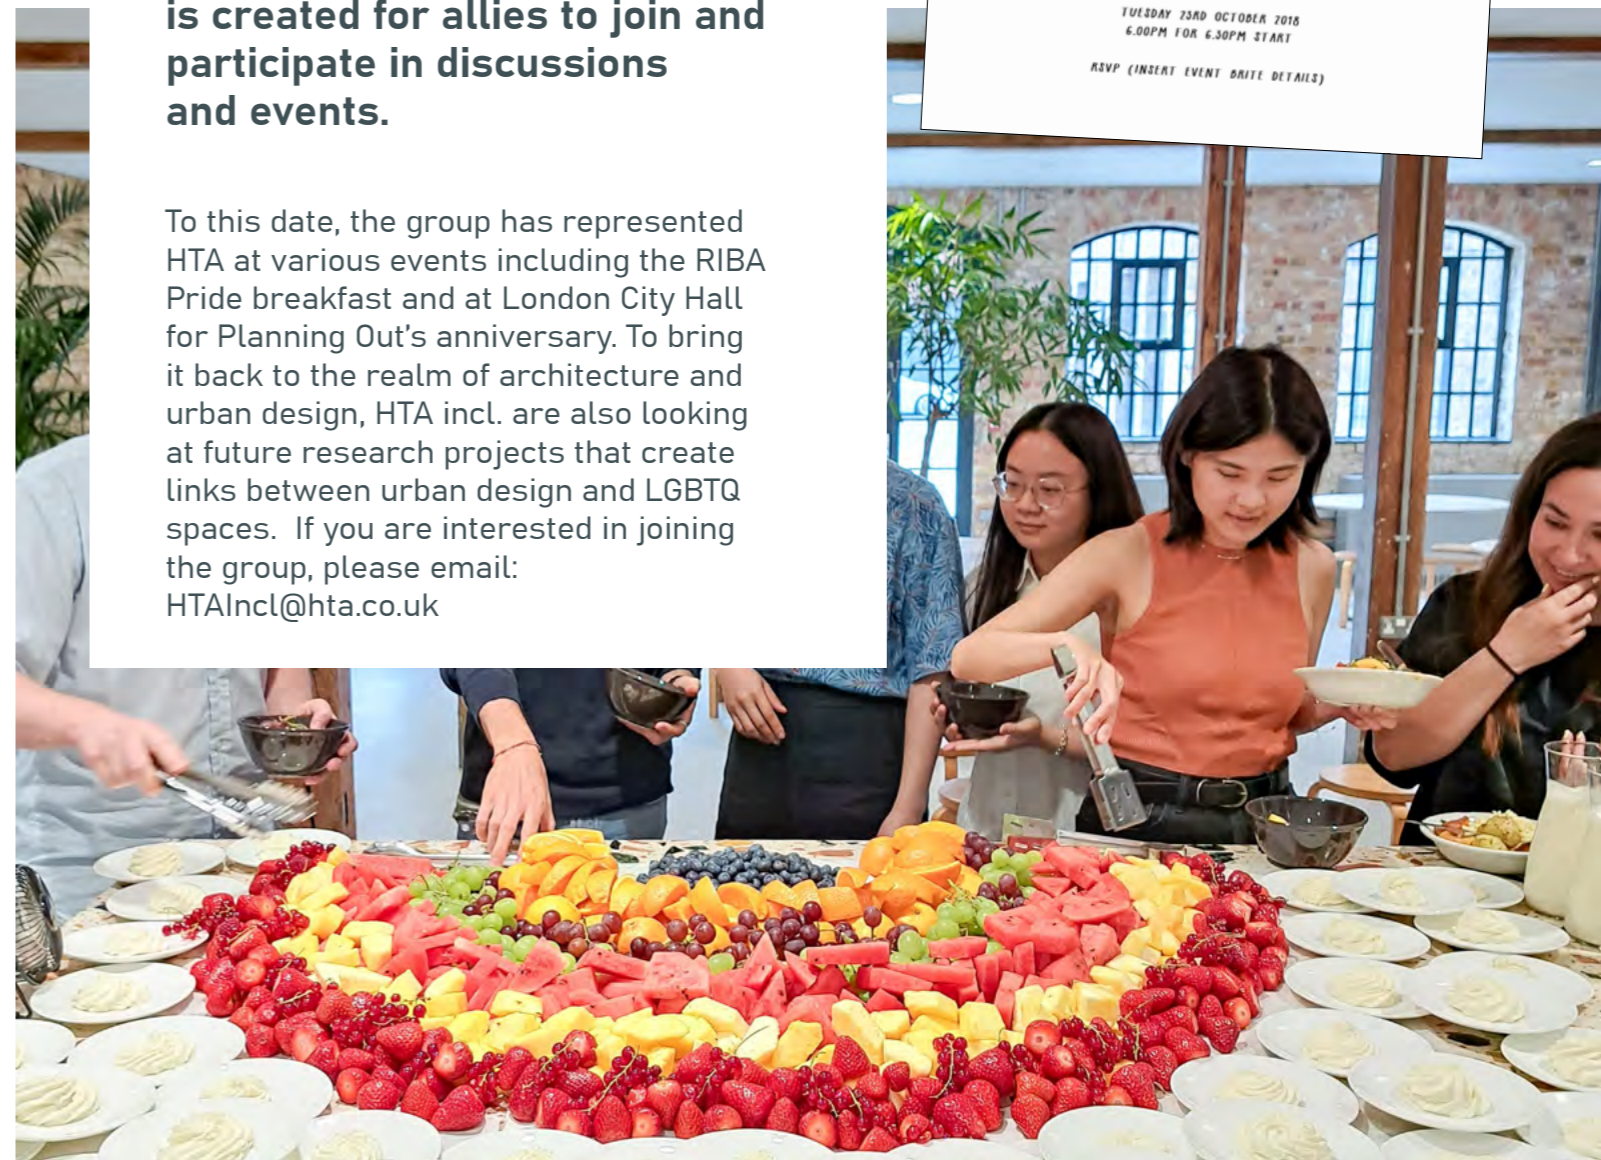 is created for allies to join and
participate in discussions
and events.
To this date, the group has represented
HTA at various events including the RIBA
Pride breakfast and at London City Hall
for Planning Out's anniversary. To bring
it back to the realm of architecture and
urban design, HTA incl. are also looking
at future research projects that create
links between urban design and LGBTQ
spaces.  If you are interested in joining
the group, please email:
HTAIncl@hta.co.uk
TUESDAY 23RD OCTOBER 2018
6.00PM FOR 6.30PM START
RSVP (INSERT EVENT BRITE DETAILS)